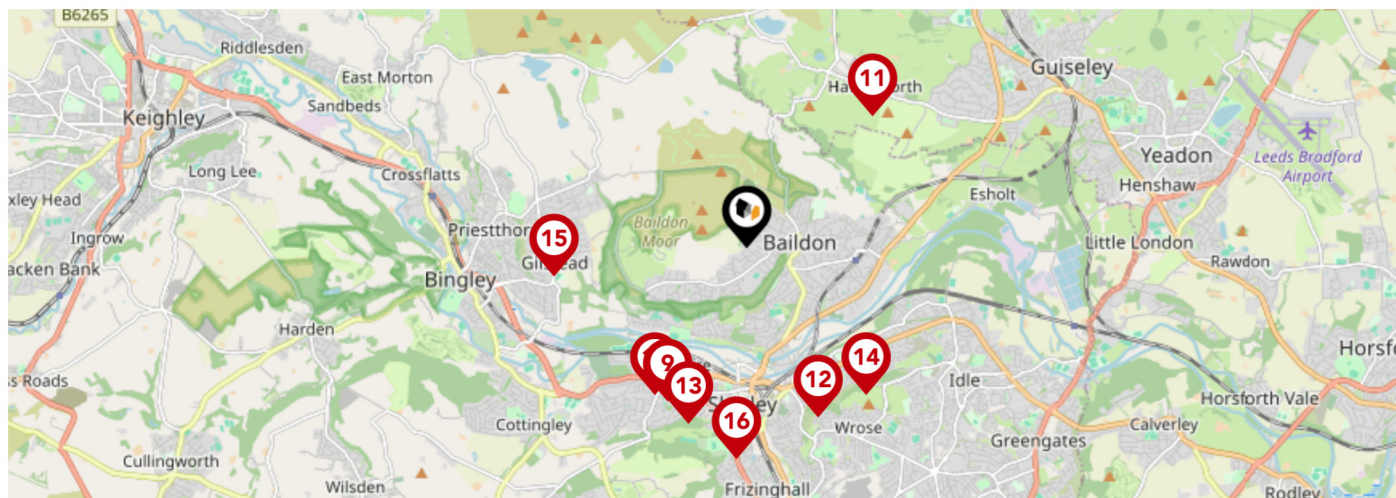 B6265
Riddlesden
East Morton
Sandbeds
Keighley
Long Lee
Crossflatts
Guiseley
11
Yeadon
Leeds Bradford
Airport
Henshaw
Esholt
Ingrow
Baildon
Moor
Baildon
15
Bingley
Little London
Rawdon
Harden
9
13
12
14
16
Idle
Wrose
Cottingley
Horsforth Vale
Calverley
Greengates
Cullingworth
Wilsden
Frizinghall
Rodley